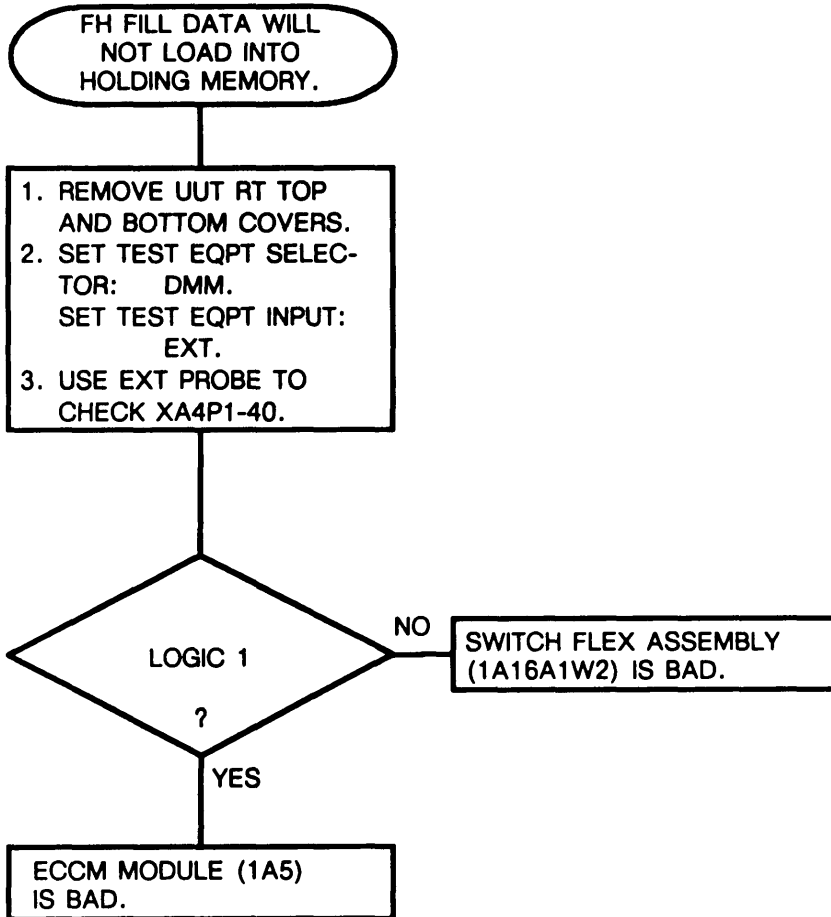 FH FILL DATA WILL
NOT LOAD INTO
HOLDING MEMORY.
1. REMOVE UUT RT TOP
AND BOTTOM COVERS.
2. SET TEST EQPT SELEC-
TOR: DMM.
SET TEST EQPT INPUT:
EXT.
3. USE EXT PROBE TO
CHECK XA4P1-40.
LOGIC 1
?
NO
SWITCH FLEX ASSEMBLY
(1A16A1W2) IS BAD.
YES
ECCM MODULE (1A5)
IS BAD.